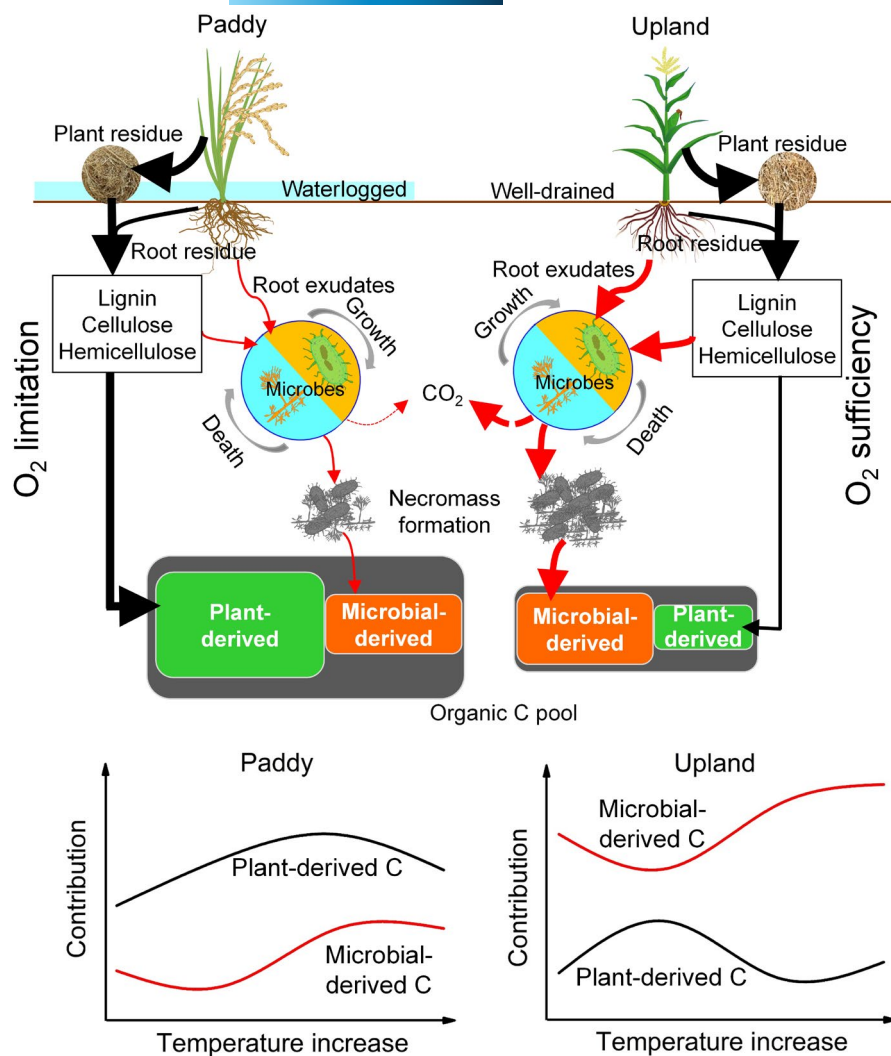 Paddy
Upland
Plant residue
Plant residue
Waterlogged
Well-drained
Root residue
Root residue
Root exudates
Root exudates
Lignin
Cellulose
Hemicellulose
Lignin
Cellulose
Hemicellulose
O2 limitation
O2 sufficiency
Growth
Microbes
Death
Growth
Microbes
Death
CO2
Necromass
formation
Plant-
derived
Microbial-
derived
Microbial-
derived
Plant-
derived
Organic C pool
Paddy
Contribution
Plant-derived C
Microbial-
derived C
Temperature increase
Upland
Contribution
Microbial-
derived C
Plant-derived C
Temperature increase